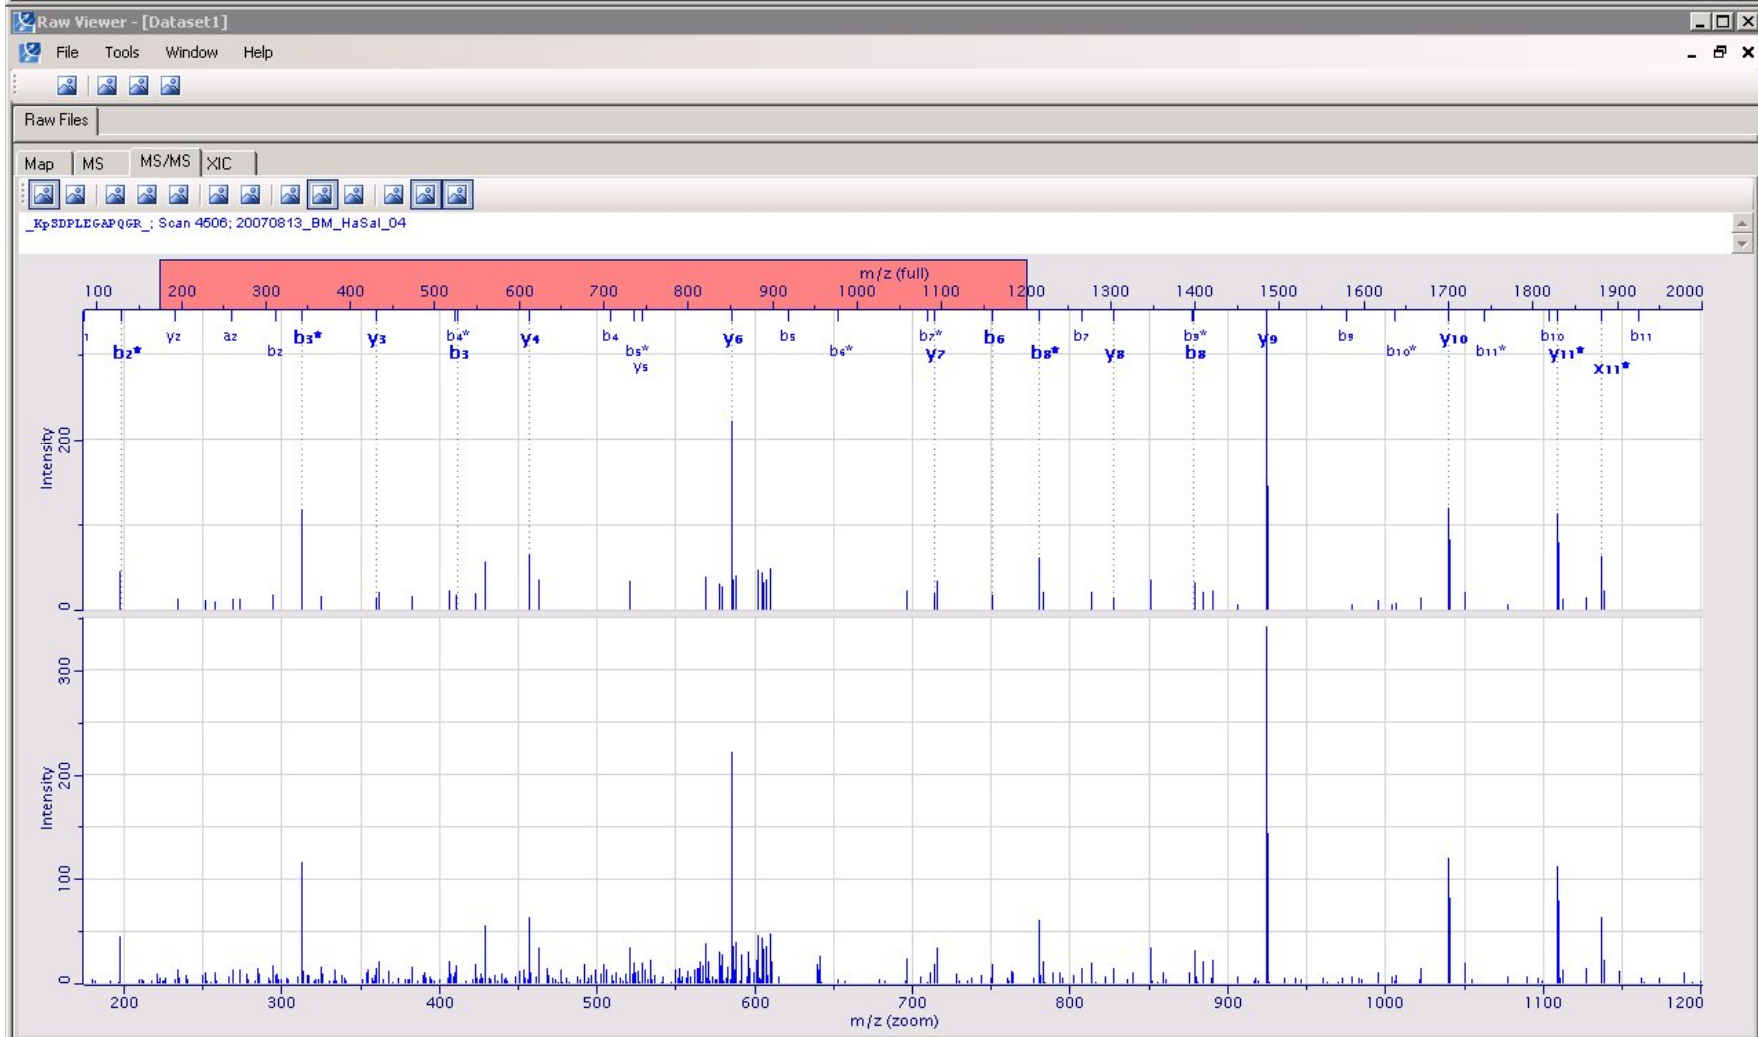 Raw Viewer - [Dataset1]
File Tools Window Help
Raw Files
Map MS MS/MS XIC
_KpSDPLEGAPQGR_; Scan 4506; 20070813_BM_HaSal_04
m/z (full)
100 200 300 400 500 600 700 800 900 1000 1100 1200 1300 1400 1500 1600 1700 1800 1900 2000
y2 a2 b3* y3 b4* y4 b4 y6 b5 b7* b6 b7 b9* y9 b9 y10 b10 b11
b2* b2 b3 b5* b6* y7 b8* y8 b8 b10* b11* y11*
y5 x11*
Intensity
200
0
Intensity
300
200
100
0
200 300 400 500 600 700 800 900 1000 1100 1200
m/z (zoom)